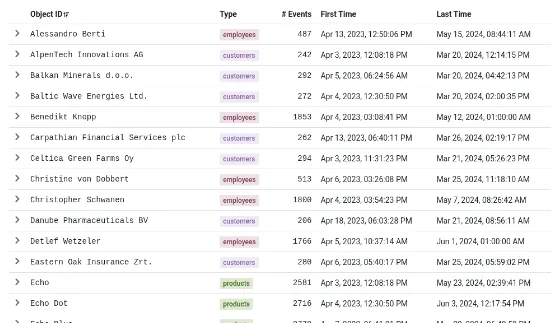 Object ID Type # Events First Time Last Time
Alessandro Berti employees 487 Apr 13, 2023, 12:50:06 PM May 15, 2024, 08:44:11 AM
AlpenTech Innovations AG customers 242 Apr 3, 2023, 12:08:18 PM Mar 20, 2024, 12:14:15 PM
Balkan Minerals d.o.o. customers 292 Apr 5, 2023, 06:24:56 AM Mar 20, 2024, 04:42:13 PM
Baltic Wave Energies Ltd. customers 272 Apr 4, 2023, 12:30:50 PM Mar 20, 2024, 02:00:35 PM
Benedikt Knopp employees 1853 Apr 4, 2023, 03:08:41 PM May 12, 2024, 01:00:00 AM
Carpathian Financial Services plc customers 262 Apr 13, 2023, 06:40:11 PM Mar 26, 2024, 02:19:17 PM
Celtica Green Farms Oy customers 294 Apr 3, 2023, 11:31:23 PM Mar 21, 2024, 05:26:23 PM
Christine von Dobbert employees 513 Apr 6, 2023, 03:26:08 PM Mar 25, 2024, 11:18:10 AM
Christopher Schwanen employees 1800 Apr 4, 2023, 03:54:23 PM May 7, 2024, 08:26:42 AM
Danube Pharmaceuticals BV customers 206 Apr 18, 2023, 06:03:28 PM Mar 21, 2024, 08:56:11 AM
Detlef Wetzeler employees 1766 Apr 5, 2023, 10:37:14 AM Jun 1, 2024, 01:00:00 AM
Eastern Oak Insurance Zrt. customers 280 Apr 6, 2023, 05:40:17 PM Mar 25, 2024, 05:59:02 PM
Echo products 2581 Apr 3, 2023, 12:08:18 PM May 23, 2024, 02:39:41 PM
Echo Dot products 2716 Apr 4, 2023, 12:30:50 PM Jun 3, 2024, 12:17:54 PM